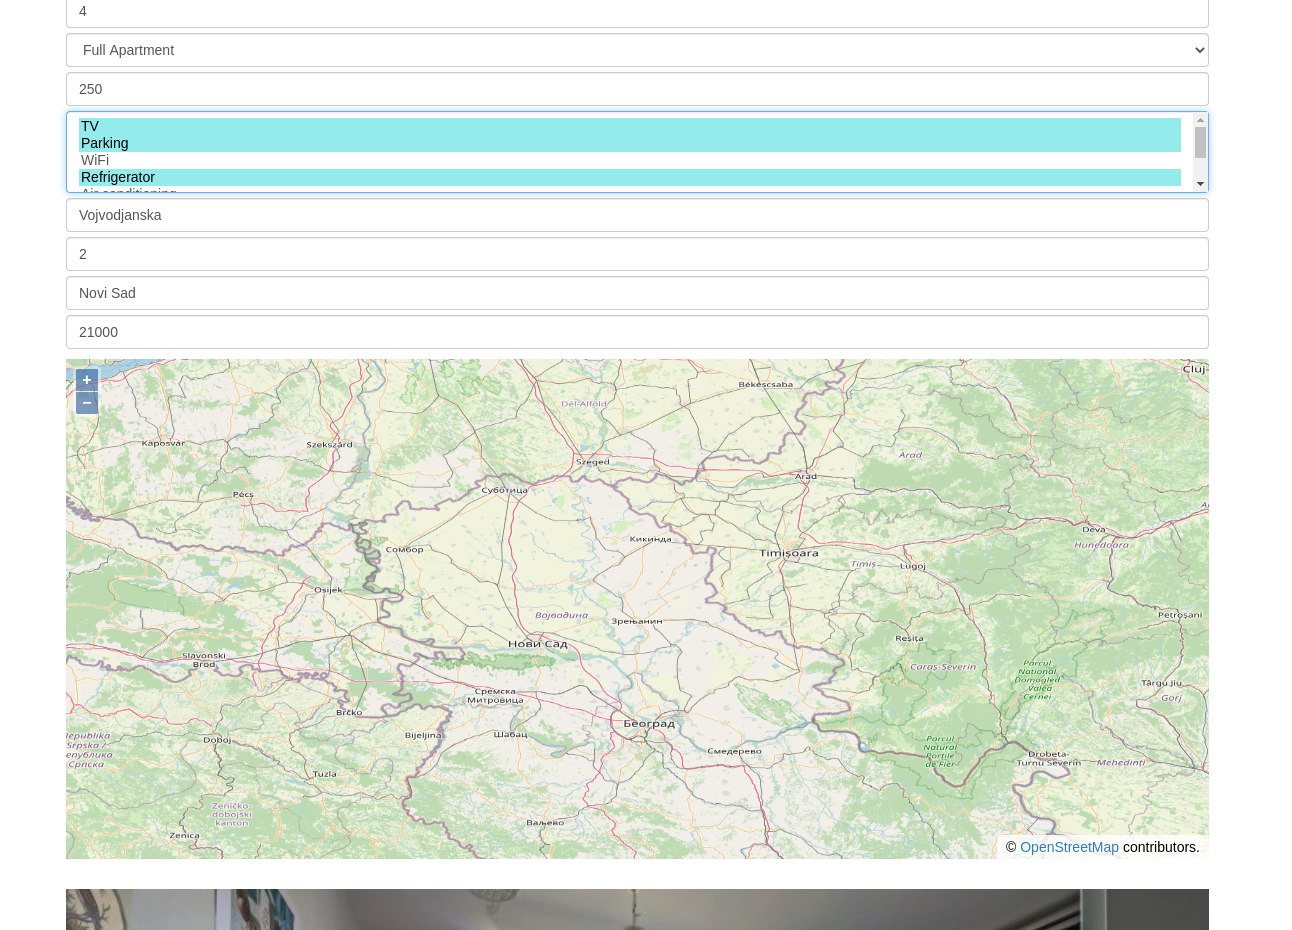 4
Full Apartment
250
TV
Parking
WiFi
Refrigerator
Air conditioning
Vojvodjanska
2
Novi Sad
21000
+
−
Békéscsaba
Cluj-
Dél-Alföld
Kaposvár
Szekszárd
Arad
Szeged
Arad
Pécs
Суботица
Deva
Hunedoara
Кикинда
Сомбор
Timișoara
Timiș
Lugoj
Osijek
Војводина
Petroșani
Зрењанин
Нови Сад
Reșița
Slavonski
Brod
Caraș-Severin
Parcul
Național
Domogled
Valea
Cernei
Târgu Jiu
Gorj
Сремска
Митровица
Brčko
Београд
Bijeljina
Шабац
Republika
Srpska /
епублика
Српска
Doboj
Смедерево
Parcul
Natural
Porțile
de Fier
Drobeta-
Turnu Severin
Mehedinți
Tuzla
Zeničko
dobojski
kanton
Ваљево
Zenica
© OpenStreetMap contributors.